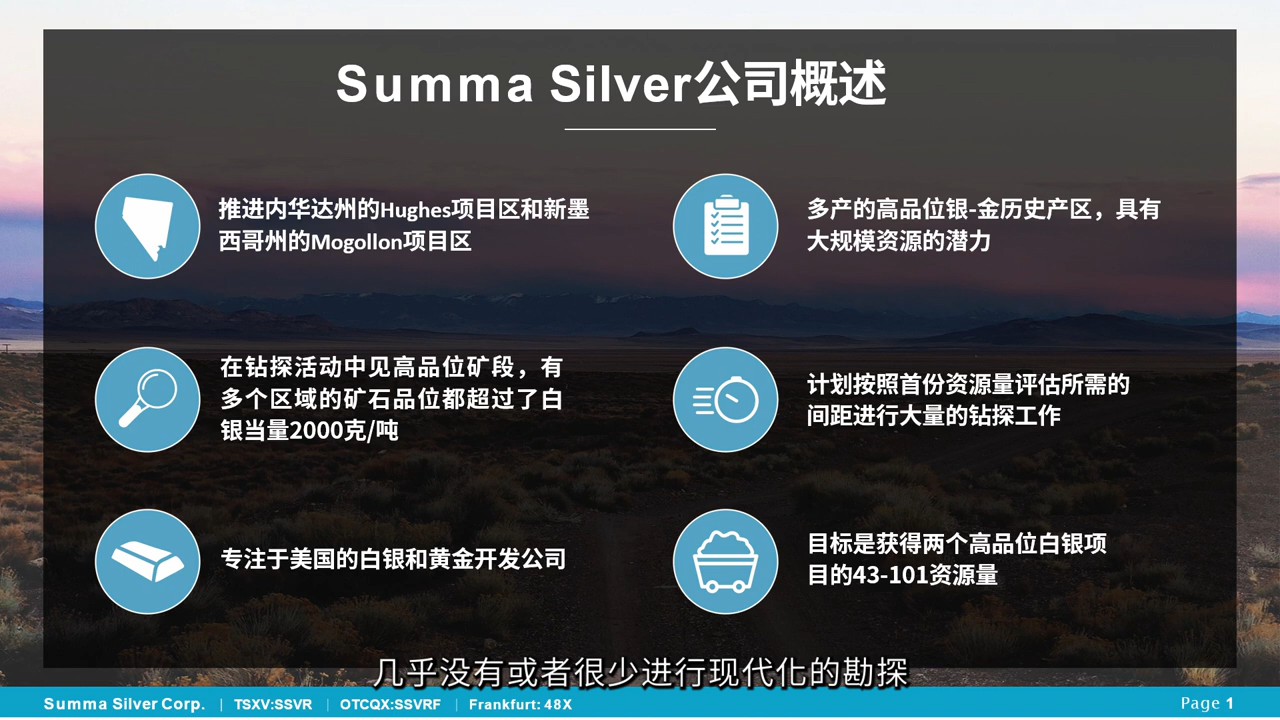 Summa Silver公司概述
推进内华达州的Hughes项目区和新墨
西哥州的Mogollon项目区
多产的高品位银-金历史产区，具有
大规模资源的潜力
在钻探活动中见高品位矿段，有
多个区域的矿石品位都超过了白
银当量2000克/吨
计划按照首份资源量评估所需的
间距进行大量的钻探工作
专注于美国的白银和黄金开发公司
目标是获得两个高品位白银项
目的43-101资源量
几乎没有或者很少进行现代化的勘探
Summa Silver Corp. | TSXV:SSVR | OTCQX:SSVRF | Frankfurt: 48X
Page 1